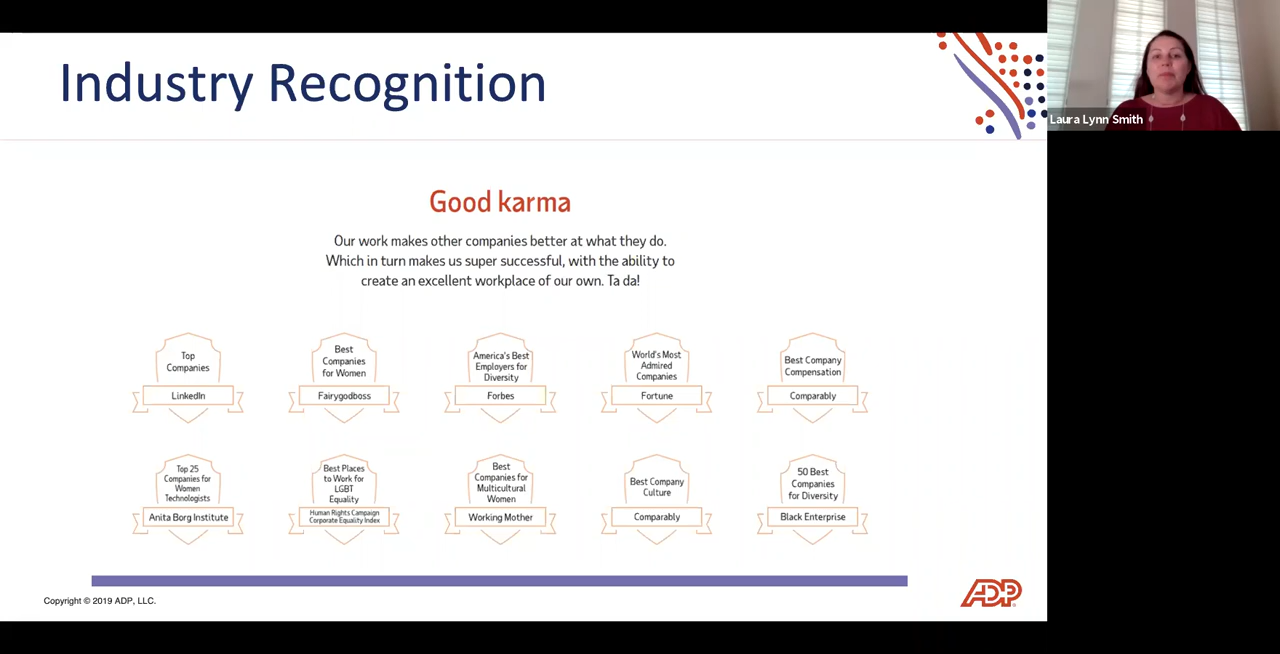 Industry Recognition
Laura Lynn Smith
Good karma
Our work makes other companies better at what they do.
Which in turn makes us super successful, with the ability to
create an excellent workplace of our own. Ta da!
Top
Companies
LinkedIn
Best
Companies
for Women
Fairygodboss
America's Best
Employers for
Diversity
Forbes
World's Most
Admired
Companies
Fortune
Best Company
Compensation
Comparably
Top 25
Companies for
Women
Technologists
Anita Borg Institute
Best Places
to Work for
LGBT
Equality
Human Rights Campaign
Corporate Equality Index
Best
Companies for
Multicultural
Women
Working Mother
Best Company
Culture
Comparably
50 Best
Companies
for Diversity
Black Enterprise
Copyright © 2019 ADP, LLC.
ADP